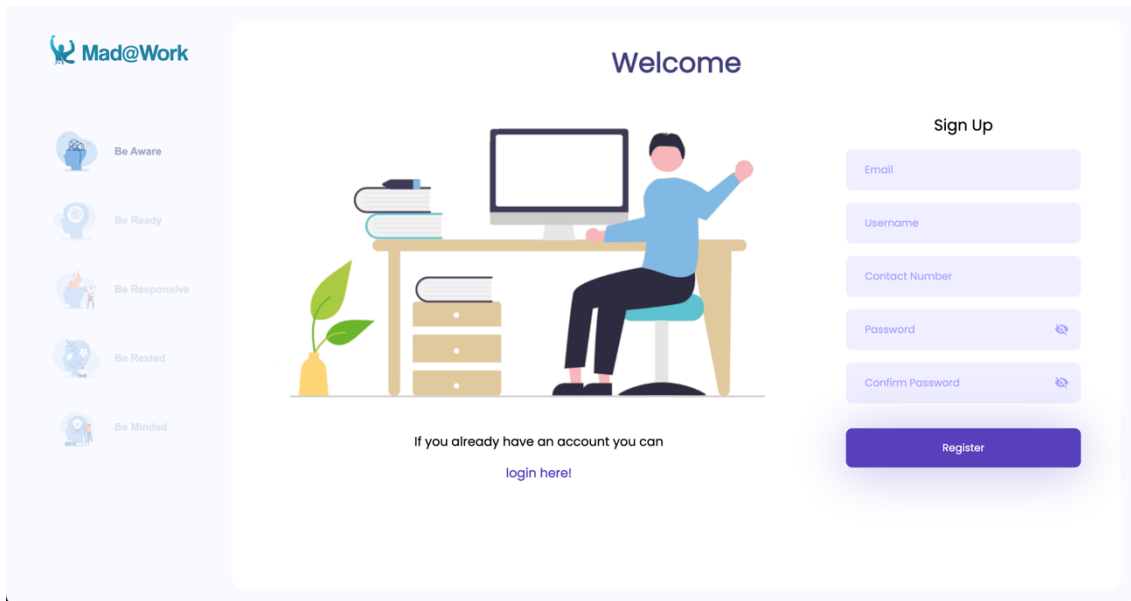 Mad@Work
Be Aware
Be Ready
Be Responsive
Be Rested
Be Minded
Welcome
If you already have an account you can
login here!
Sign Up
Email
Username
Contact Number
Password
Confirm Password
Register